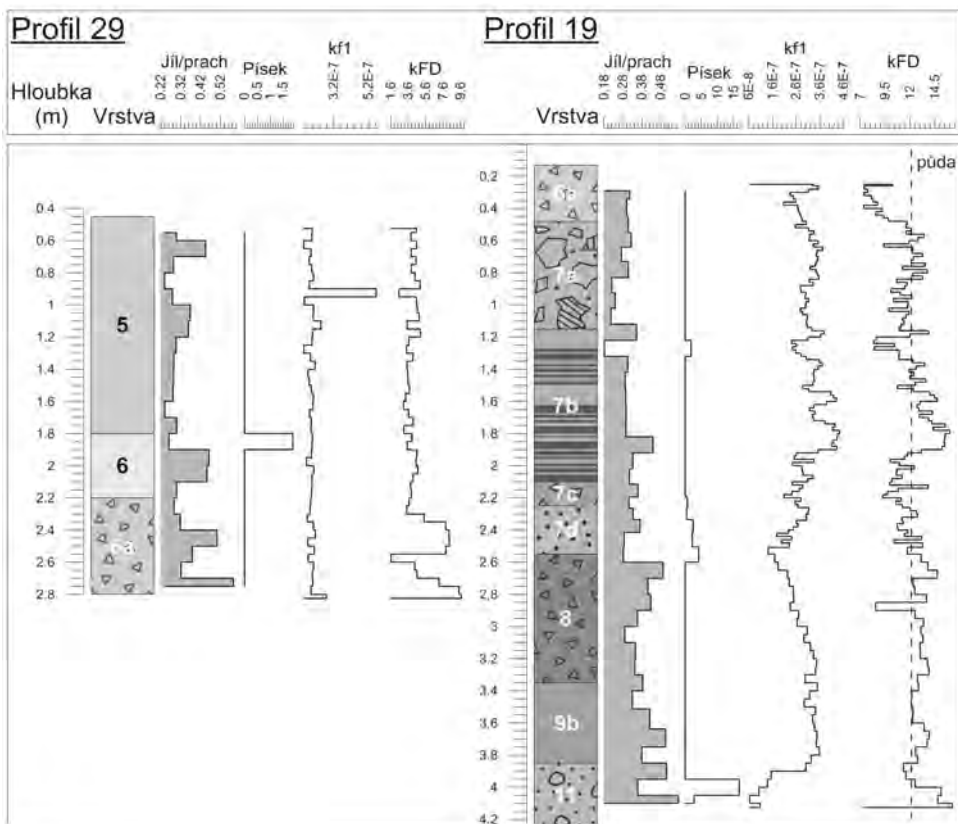 Profil 29
Profil 19
Hloubka
(m)
Vrstva
Jíl/prach
0.22
0.32
0.42
0.52
Písek
0
0.5
1.5
kf1
3.2E-7
5.2E-7
kFD
1.6
3.6
5.6
7.6
9.6
Vrstva
Jíl/prach
0.18
0.28
0.38
0.48
Písek
0
5
10
15
kf1
6E-8
1.6E-7
2.6E-7
3.6E-7
4.6E-7
kFD
7
9.5
12
14.5
půda
0.4
0.6
0.8
1
1.2
1.4
1.6
1.8
2
2.2
2.4
2.6
2.8
5
6
6a
0.2
0.4
0.6
0.8
1
1.2
1.4
1.6
1.8
2
2.2
2.4
2.6
2.8
3
3.2
3.4
3.6
3.8
4
4.2
6a
7a
7b
7c
7d
8
9b
11